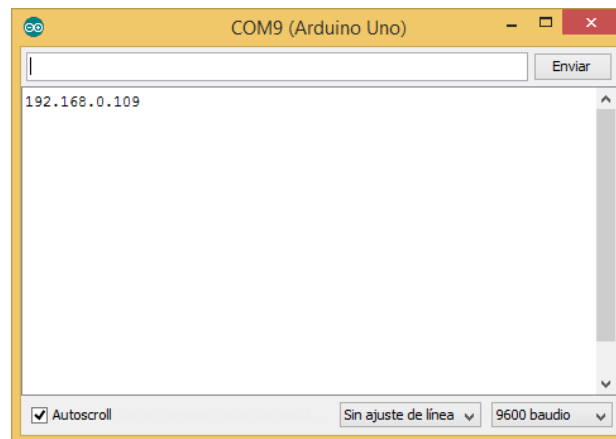 COM9 (Arduino Uno)
Enviar
192.168.0.109
Autoscroll
Sin ajuste de línea
9600 baudio